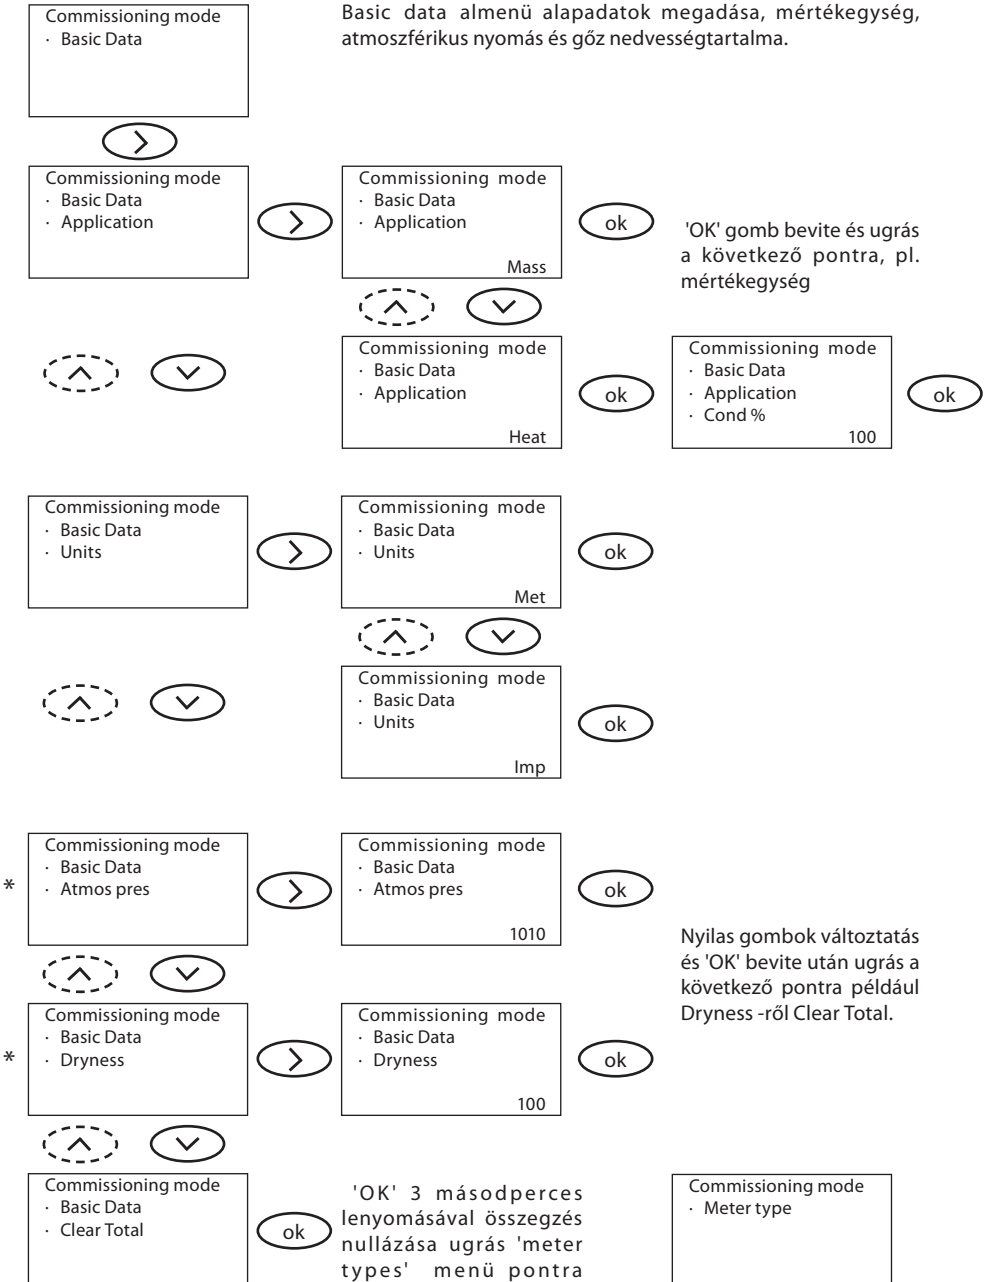 Commissioning mode
· Basic Data
Basic data almenü alapadatok megadása, mértékegység,
atmoszférikus nyomás és gőz nedvességtartalma.
Commissioning mode
· Basic Data
· Application
Commissioning mode
· Basic Data
· Application
Mass
ok
'OK' gomb bevite és ugrás
a következő pontra, pl.
mértékegység
Commissioning mode
· Basic Data
· Application
Heat
ok
Commissioning mode
· Basic Data
· Application
· Cond %
100
ok
Commissioning mode
· Basic Data
· Units
Commissioning mode
· Basic Data
· Units
Met
ok
Commissioning mode
· Basic Data
· Units
Imp
ok
*
Commissioning mode
· Basic Data
· Atmos pres
Commissioning mode
· Basic Data
· Atmos pres
1010
ok
Nyilas gombok változtatás
és 'OK' bevite után ugrás a
következő pontra például
Dryness -ről Clear Total.
*
Commissioning mode
· Basic Data
· Dryness
Commissioning mode
· Basic Data
· Dryness
100
ok
Commissioning mode
· Basic Data
· Clear Total
ok
'OK' 3 másodperces
lenyomásával összegzés
nullázása ugrás 'meter
types' menü pontra
Commissioning mode
· Meter type